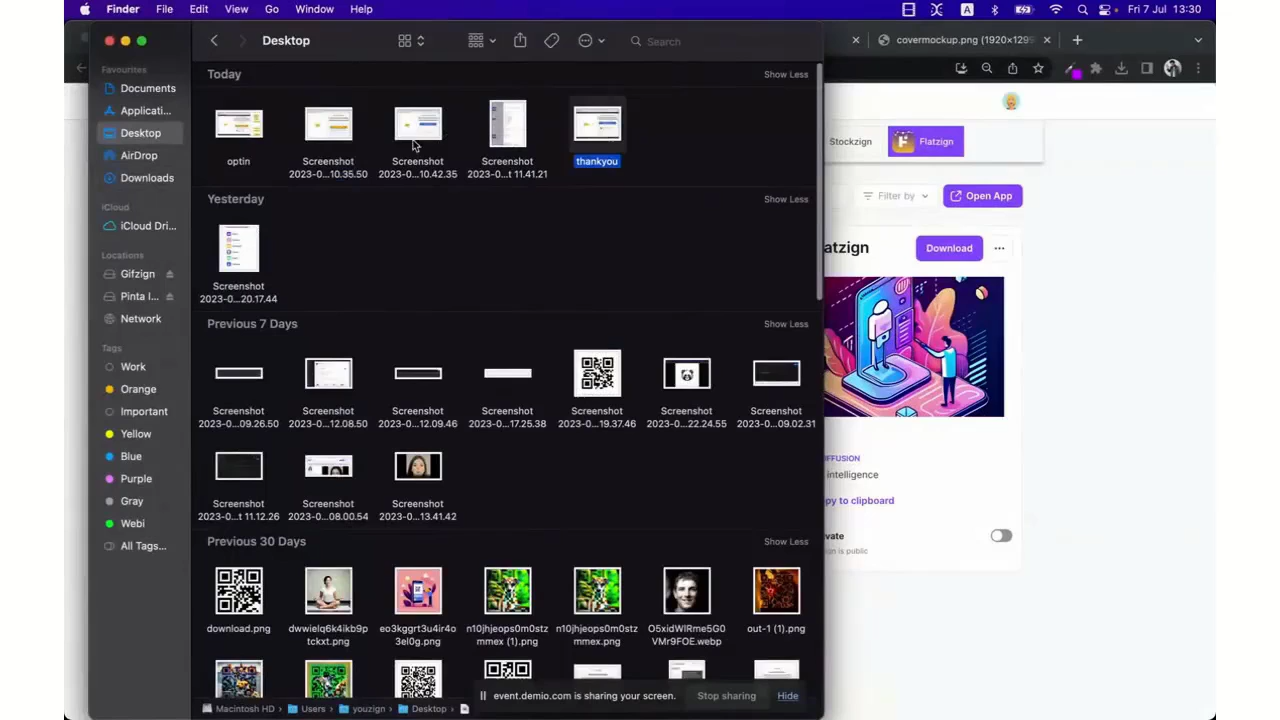 Finder File Edit View Go Window Help
A Fri 7 Jul 13:30
Favourites
Documents
Applicati...
Desktop
AirDrop
Downloads
iCloud
iCloud Dri...
Locations
Gifzign
Pinta I...
Network
Tags
Work
Orange
Important
Yellow
Blue
Purple
Gray
Webi
All Tags...
Desktop
Search
Today Show Less
optin
Screenshot
2023-0...10.35.50
Screenshot
2023-0...10.42.35
Screenshot
2023-0...t 11.41.21
thankyou
Yesterday Show Less
Screenshot
2023-0...20.17.44
Previous 7 Days Show Less
Screenshot
2023-0...09.26.50
Screenshot
2023-0...12.08.50
Screenshot
2023-0...12.09.46
Screenshot
2023-0...17.25.38
Screenshot
2023-0...19.37.46
Screenshot
2023-0...22.24.55
Screenshot
2023-0...09.02.31
Screenshot
2023-0...t 11.12.26
Screenshot
2023-0...08.00.54
Screenshot
2023-0...13.41.42
Previous 30 Days Show Less
download.png
dwwielq6k4ikb9p
tckxt.png
eo3kggrt3u4ir4o
3el0g.png
n10jhjeops0m0stz
mmex (1).png
n10jhjeops0m0stz
mmex.png
O5xidWlRme5G0
VMr9FOE.webp
out-1 (1).png
Macintosh HD › Users › youzign › Desktop ›
event.demio.com is sharing your screen. Stop sharing Hide
covermockup.png (1920×129
Stockzign
F Flatzign
Filter by Open App
atzign Download
IFFUSION
intelligence
py to clipboard
vate
ign is public